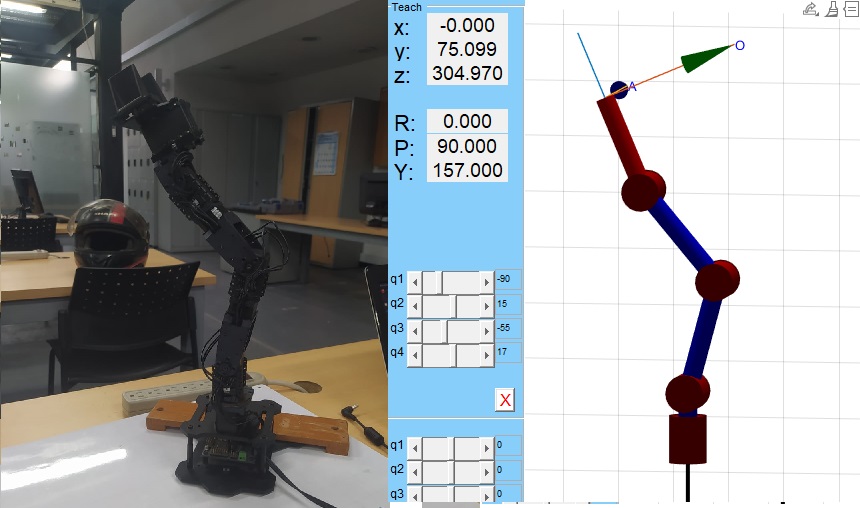 Teach
x: -0.000
y: 75.099
z: 304.970
R: 0.000
P: 90.000
Y: 157.000
q1 -90
q2 15
q3 -55
q4 17
X
q1 0
q2 0
q3 0
A
O